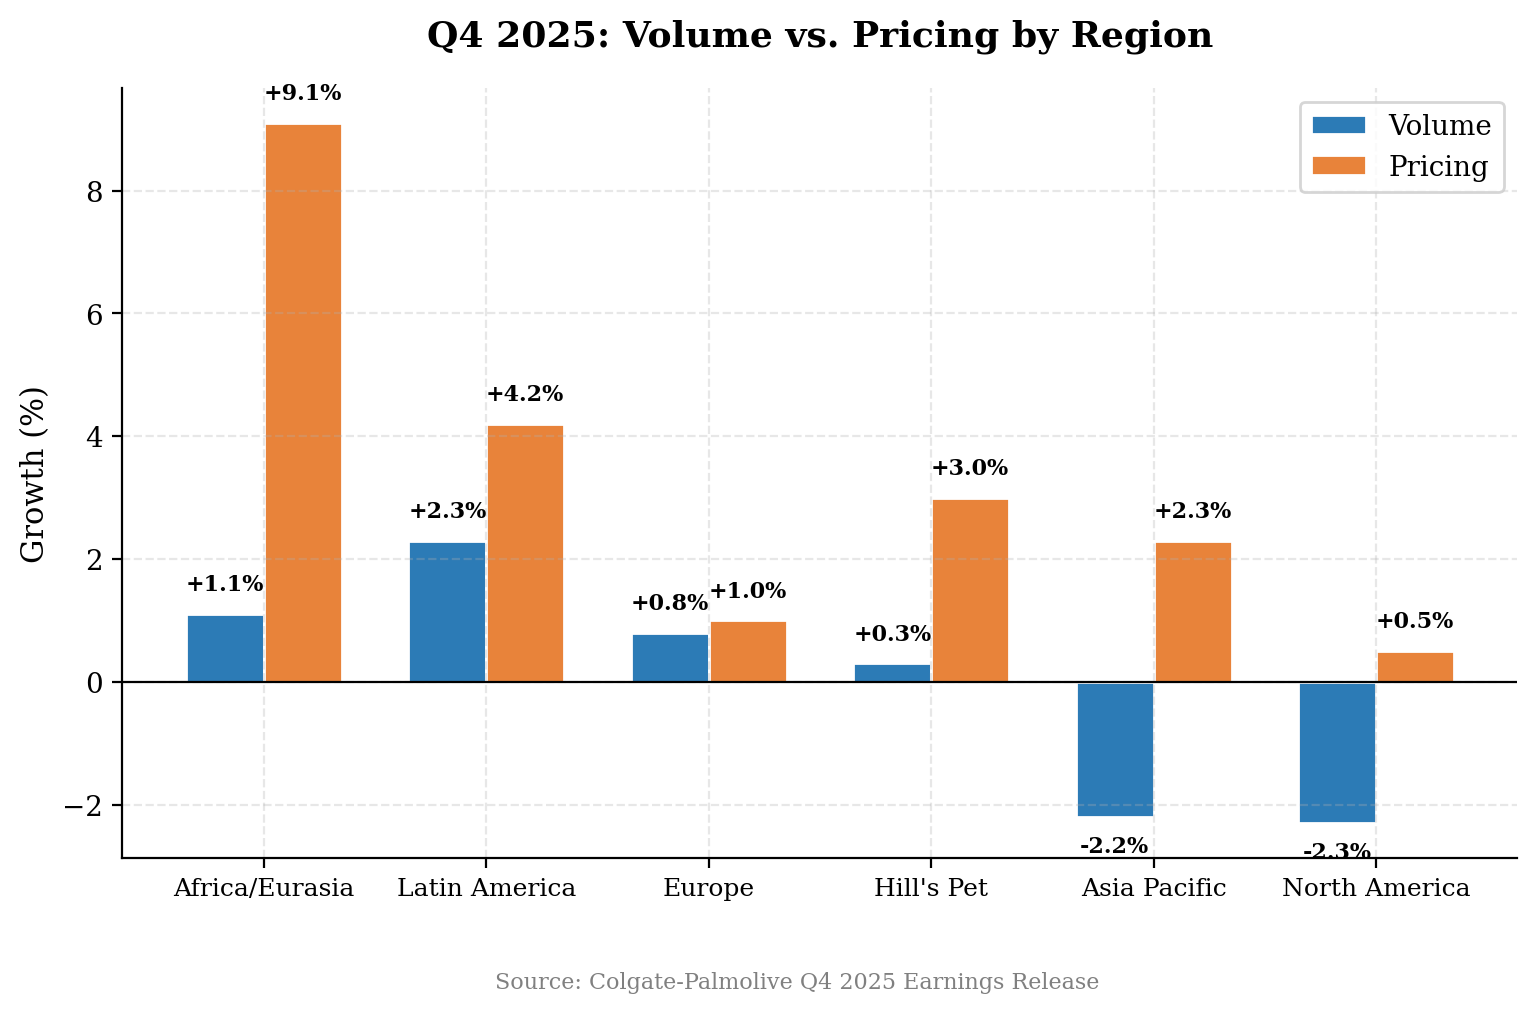 Q4 2025: Volume vs. Pricing by Region
Volume
Pricing
Growth (%)
8
6
4
2
0
−2
+1.1%
+9.1%
+2.3%
+4.2%
+0.8%
+1.0%
+0.3%
+3.0%
-2.2%
+2.3%
-2.3%
+0.5%
Africa/Eurasia
Latin America
Europe
Hill's Pet
Asia Pacific
North America
Source: Colgate-Palmolive Q4 2025 Earnings Release